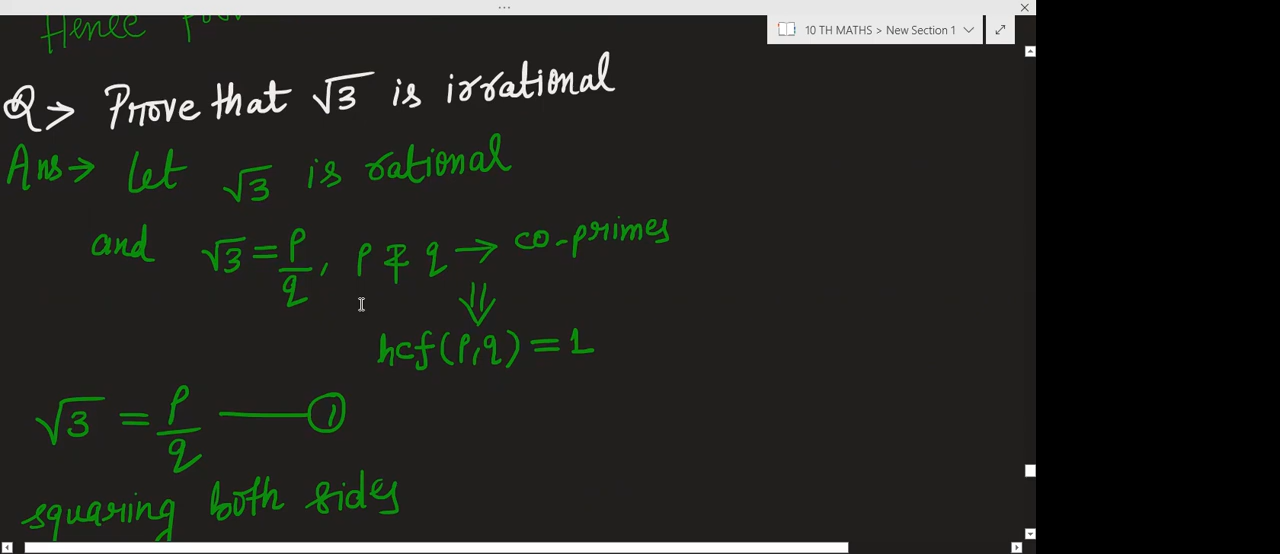 10 TH MATHS > New Section 1
Hence
Q> Prove that √3 is irrational
Ans→ Let √3 is rational
and √3 = p/q, p & q → co-primes
⇓
hcf(p,q) = 1
√3 = p/q —— ①
squaring both sides